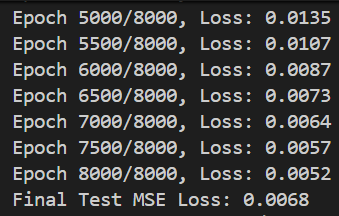 Epoch 5000/8000, Loss: 0.0135
Epoch 5500/8000, Loss: 0.0107
Epoch 6000/8000, Loss: 0.0087
Epoch 6500/8000, Loss: 0.0073
Epoch 7000/8000, Loss: 0.0064
Epoch 7500/8000, Loss: 0.0057
Epoch 8000/8000, Loss: 0.0052
Final Test MSE Loss: 0.0068